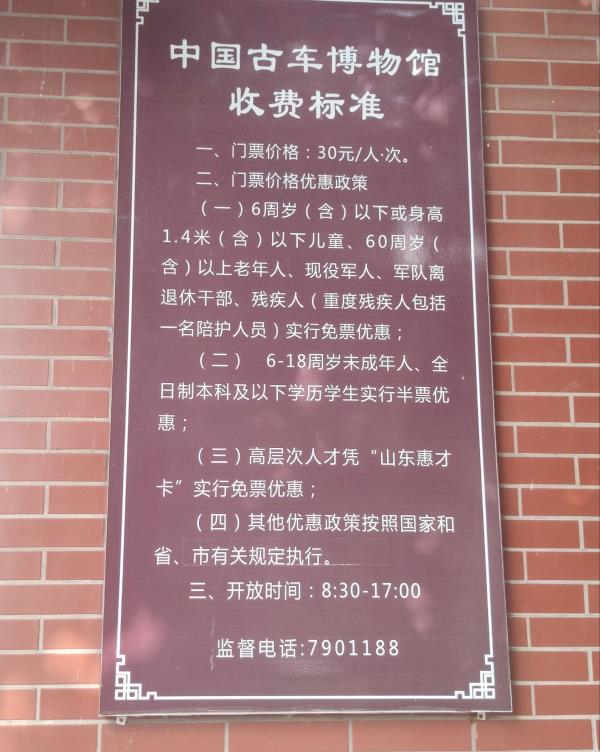 中国古车博物馆
收费标准
一、门票价格：30元/人·次。
二、门票价格优惠政策
（一）6周岁（含）以下或身高
1.4米（含）以下儿童、60周岁（
含）以上老年人、现役军人、军队离
退休干部、残疾人（重度残疾人包括
一名陪护人员）实行免票优惠；
（二） 6-18周岁未成年人、全
日制本科及以下学历学生实行半票优
惠；
（三）高层次人才凭“山东惠才
卡”实行免票优惠；
（四）其他优惠政策按照国家和
省、市有关规定执行。
三、开放时间：8:30-17:00
监督电话:7901188